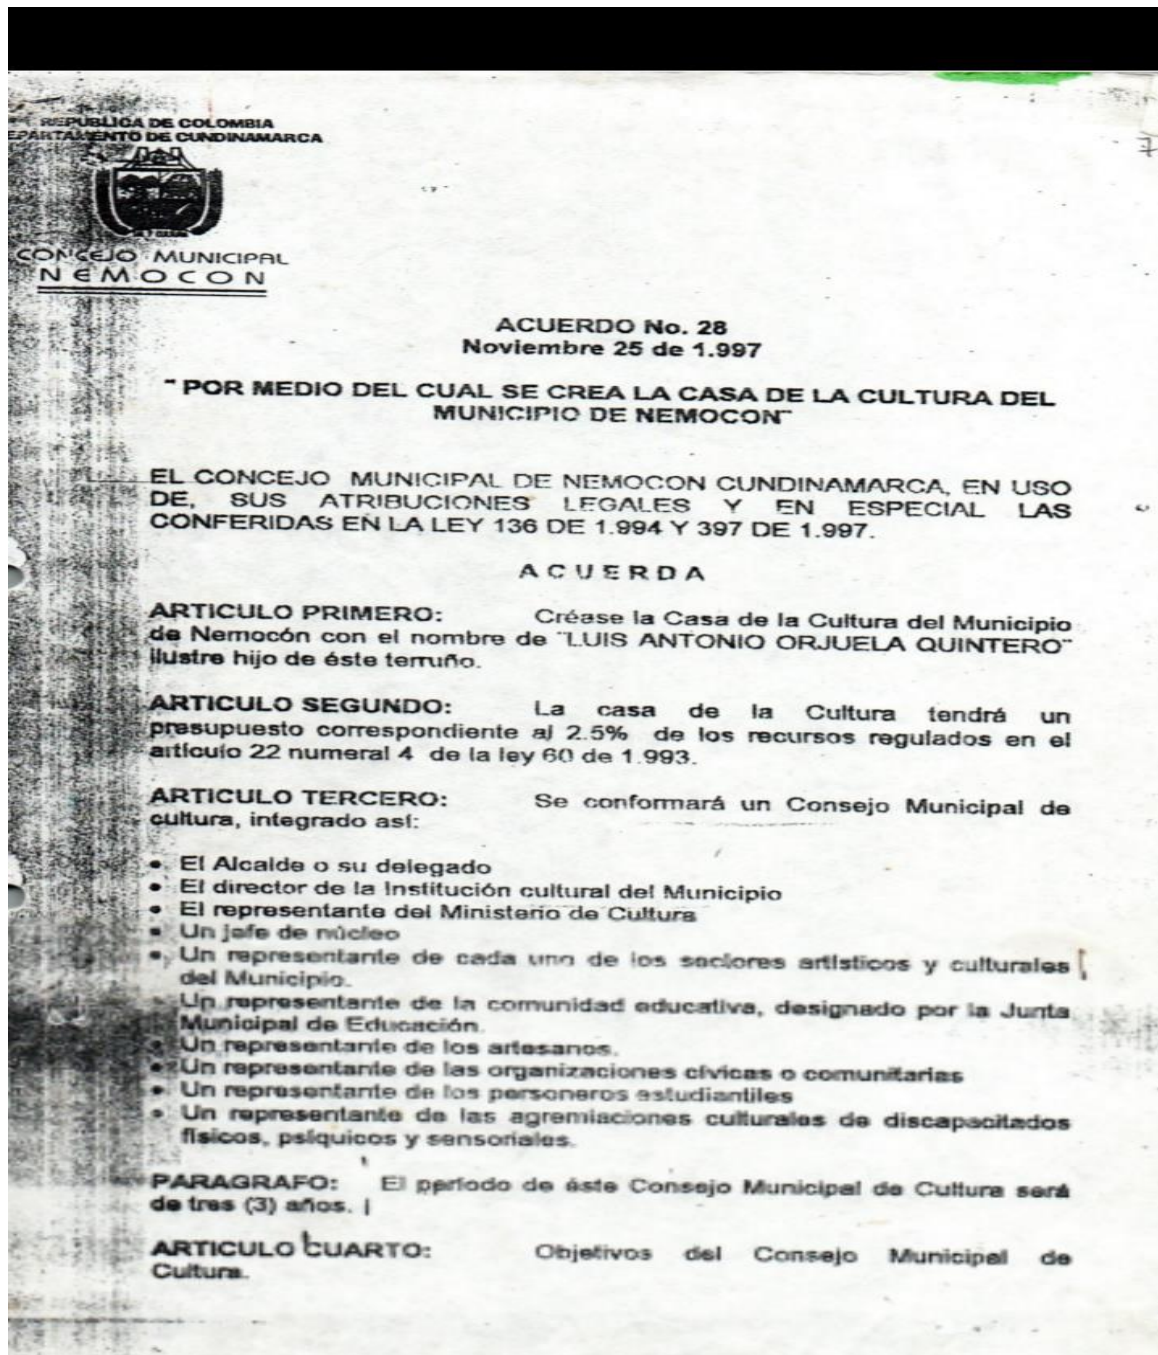 REPUBLICA DE COLOMBIA
DEPARTAMENTO DE CUNDINAMARCA
CONCEJO MUNICIPAL
NEMOCON
ACUERDO No. 28
Noviembre 25 de 1.997
" POR MEDIO DEL CUAL SE CREA LA CASA DE LA CULTURA DEL
MUNICIPIO DE NEMOCON"
EL CONCEJO MUNICIPAL DE NEMOCON CUNDINAMARCA, EN USO
DE, SUS ATRIBUCIONES LEGALES Y EN ESPECIAL LAS
CONFERIDAS EN LA LEY 136 DE 1.994 Y 397 DE 1.997.
A C U E R D A
ARTICULO PRIMERO: Créase la Casa de la Cultura del Municipio
de Nemocón con el nombre de "LUIS ANTONIO ORJUELA QUINTERO"
ilustre hijo de éste terruño.
ARTICULO SEGUNDO: La casa de la Cultura tendrá un
presupuesto correspondiente al 2.5% de los recursos regulados en el
artículo 22 numeral 4 de la ley 60 de 1.993.
ARTICULO TERCERO: Se conformará un Consejo Municipal de
cultura, integrado así:
• El Alcalde o su delegado
• El director de la Institución cultural del Municipio
• El representante del Ministerio de Cultura
• Un jefe de núcleo
• Un representante de cada uno de los sectores artísticos y culturales
del Municipio.
Un representante de la comunidad educativa, designado por la Junta
Municipal de Educación.
• Un representante de los artesanos.
• Un representante de las organizaciones cívicas o comunitarias
• Un representante de los personeros estudiantiles
• Un representante de las agremiaciones culturales de discapacitados
físicos, psíquicos y sensoriales.
PARAGRAFO: El período de éste Consejo Municipal de Cultura será
de tres (3) años.
ARTICULO CUARTO: Objetivos del Consejo Municipal de
Cultura.